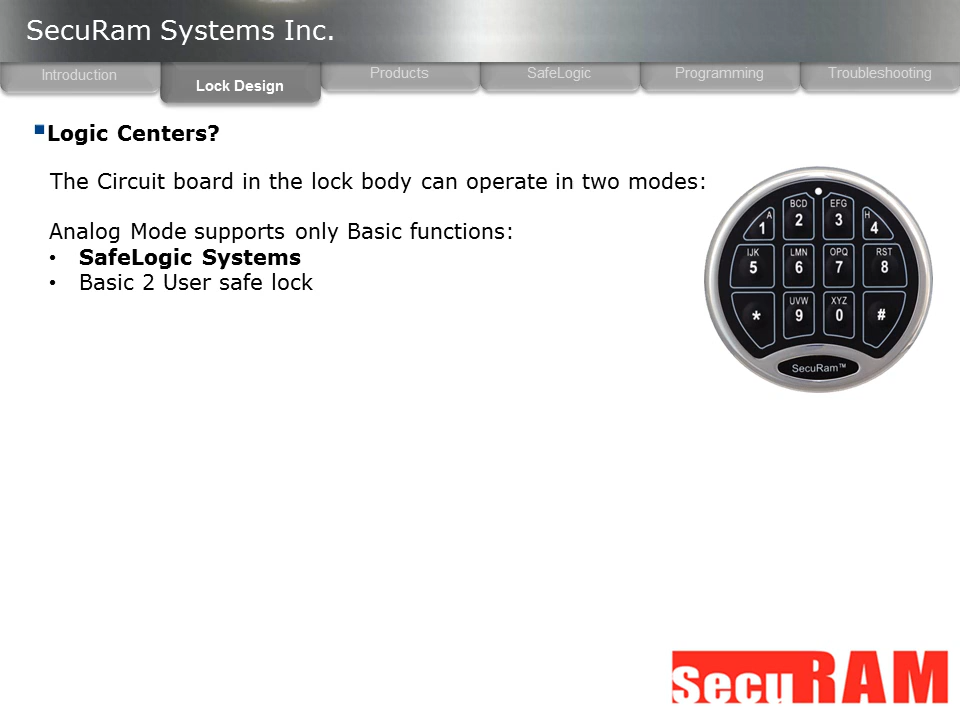 SecuRam Systems Inc.
Introduction
Lock Design
Products
SafeLogic
Programming
Troubleshooting
Logic Centers?
The Circuit board in the lock body can operate in two modes:
Analog Mode supports only Basic functions:
• SafeLogic Systems
• Basic 2 User safe lock
A
1
BCD
2
EFG
3
H
4
IJK
5
LMN
6
OPQ
7
RST
8
*
UVW
9
XYZ
0
#
SecuRam™
SecuRAM